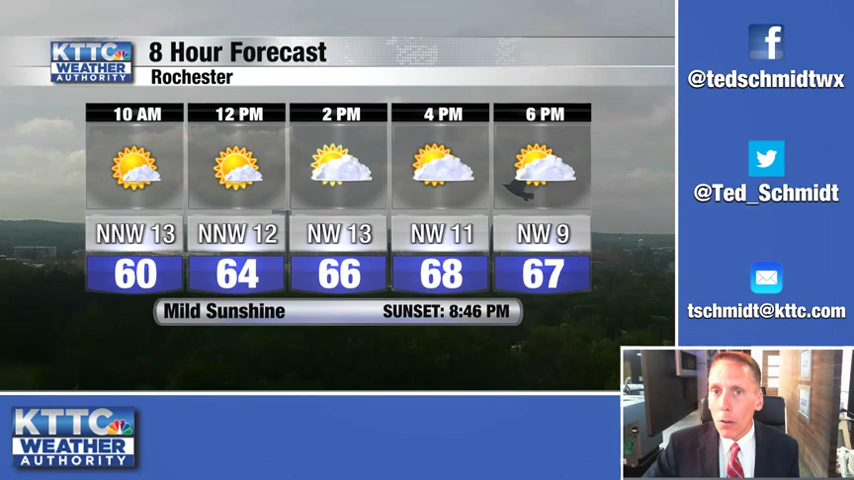 KTTC
WEATHER
AUTHORITY
8 Hour Forecast
Rochester
10 AM 12 PM 2 PM 4 PM 6 PM
NNW 13 NNW 12 NW 13 NW 11 NW 9
60 64 66 68 67
Mild Sunshine SUNSET: 8:46 PM
f
@tedschmidtwx
@Ted_Schmidt
tschmidt@kttc.com
KTTC
WEATHER
AUTHORITY